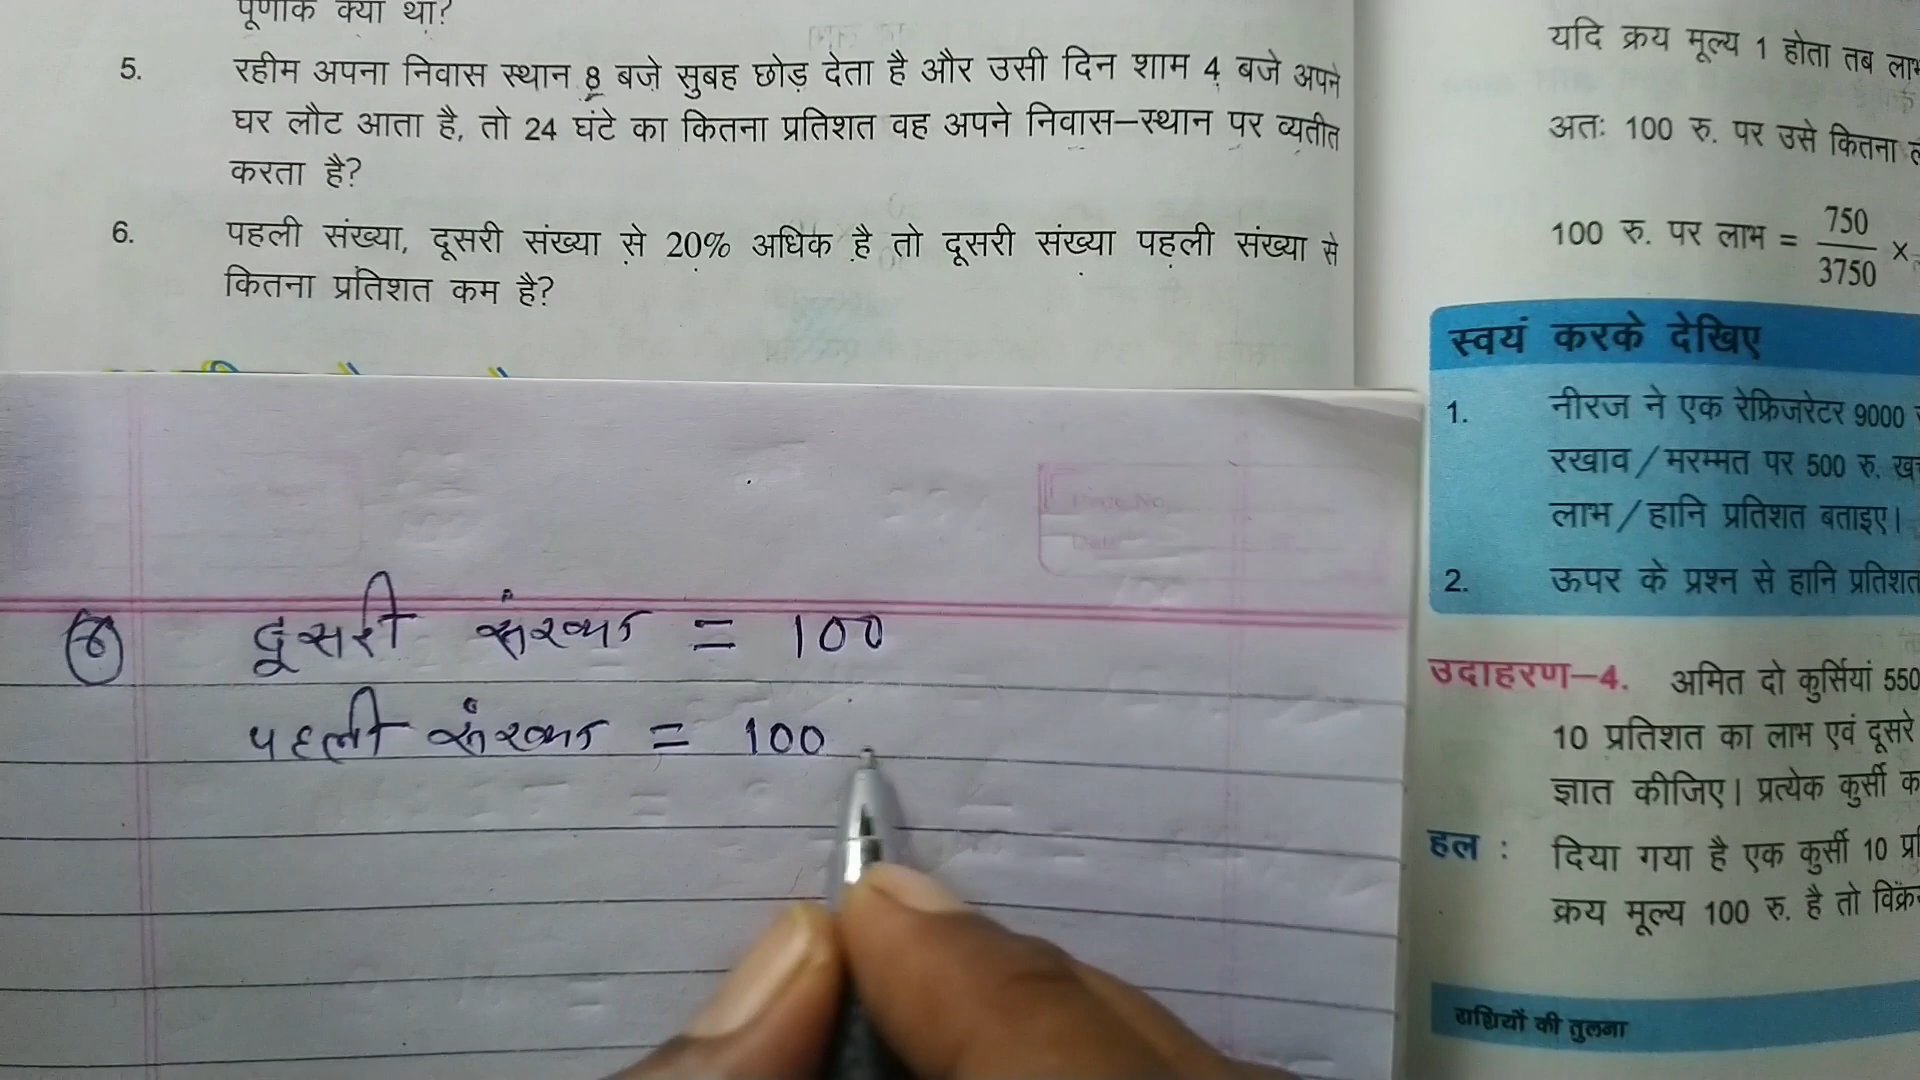 पूर्णांक क्या था?
5. रहीम अपना निवास स्थान 8 बजे सुबह छोड़ देता है और उसी दिन शाम 4 बजे अपने
घर लौट आता है, तो 24 घंटे का कितना प्रतिशत वह अपने निवास–स्थान पर व्यतीत
करता है?
6. पहली संख्या, दूसरी संख्या से 20% अधिक है तो दूसरी संख्या पहली संख्या से
कितना प्रतिशत कम है?
⑥ दूसरी संख्या = 100
पहली संख्या = 100
यदि क्रय मूल्य 1 होता तब
अतः 100 रु. पर उसे कितना
100 रु. पर लाभ = 750/3750 ×
स्वयं करके देखिए
1. नीरज ने एक रेफ्रिजरेटर 9000
रखाव / मरम्मत पर 500 रु.
लाभ / हानि प्रतिशत बताइए।
2. ऊपर के प्रश्न से हानि प्रतिशत
उदाहरण–4. अमित दो कुर्सियां 550
10 प्रतिशत का लाभ एवं दूसरे
ज्ञात कीजिए। प्रत्येक कुर्सी
हल : दिया गया है एक कुर्सी 10
क्रय मूल्य 100 रु. है तो
राशियों की तुलना